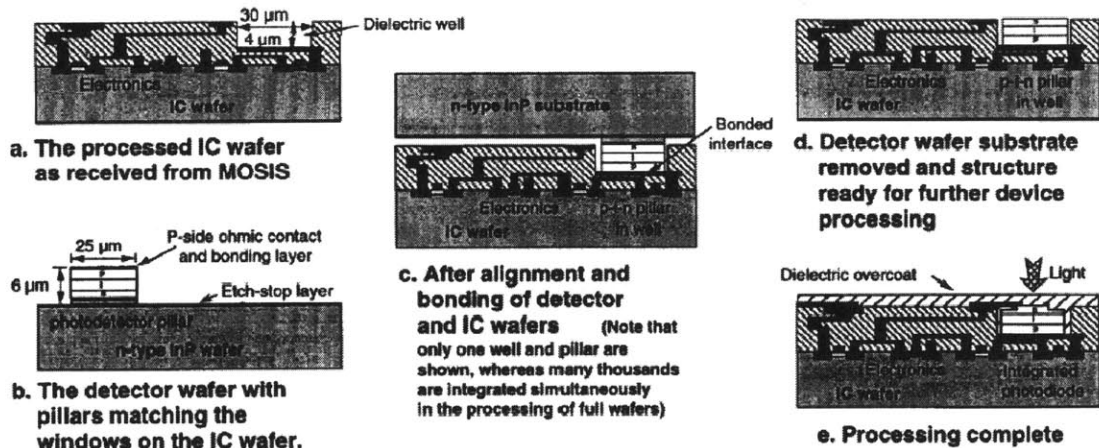 30 µm
4 µm
Dielectric well
Electronics
IC wafer
a. The processed IC wafer
as received from MOSIS
25 µm
P-side ohmic contact
and bonding layer
6 µm
Etch-stop layer
photodetector pillar
n-type InP wafer
b. The detector wafer with
pillars matching the
windows on the IC wafer.
n-type InP substrate
Bonded
interface
Electronics
p-i-n pillar
IC wafer
in well
c. After alignment and
bonding of detector
and IC wafers (Note that
only one well and pillar are
shown, whereas many thousands
are integrated simultaneously
in the processing of full wafers)
Electronics
p-i-n pillar
IC wafer
in well
d. Detector wafer substrate
removed and structure
ready for further device
processing
Dielectric overcoat
Light
Electronics
integrated
IC wafer
photodiode
e. Processing complete